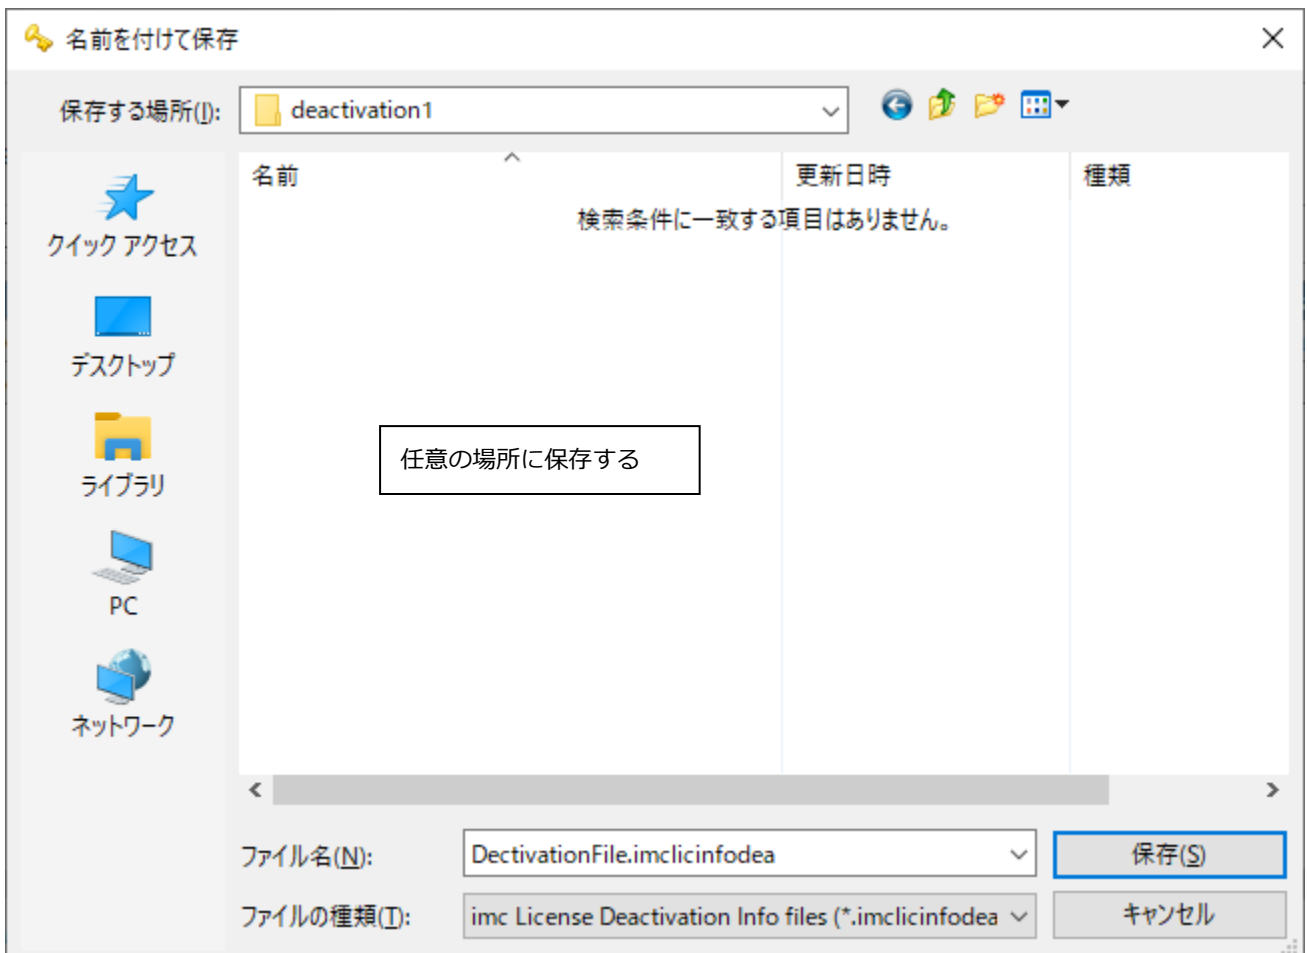 名前を付けて保存
保存する場所(I):
deactivation1
名前
更新日時
種類
検索条件に一致する項目はありません。
クイック アクセス
デスクトップ
ライブラリ
PC
ネットワーク
任意の場所に保存する
ファイル名(N):
DectivationFile.imclicinfodea
保存(S)
ファイルの種類(T):
imc License Deactivation Info files (*.imclicinfodea
キャンセル